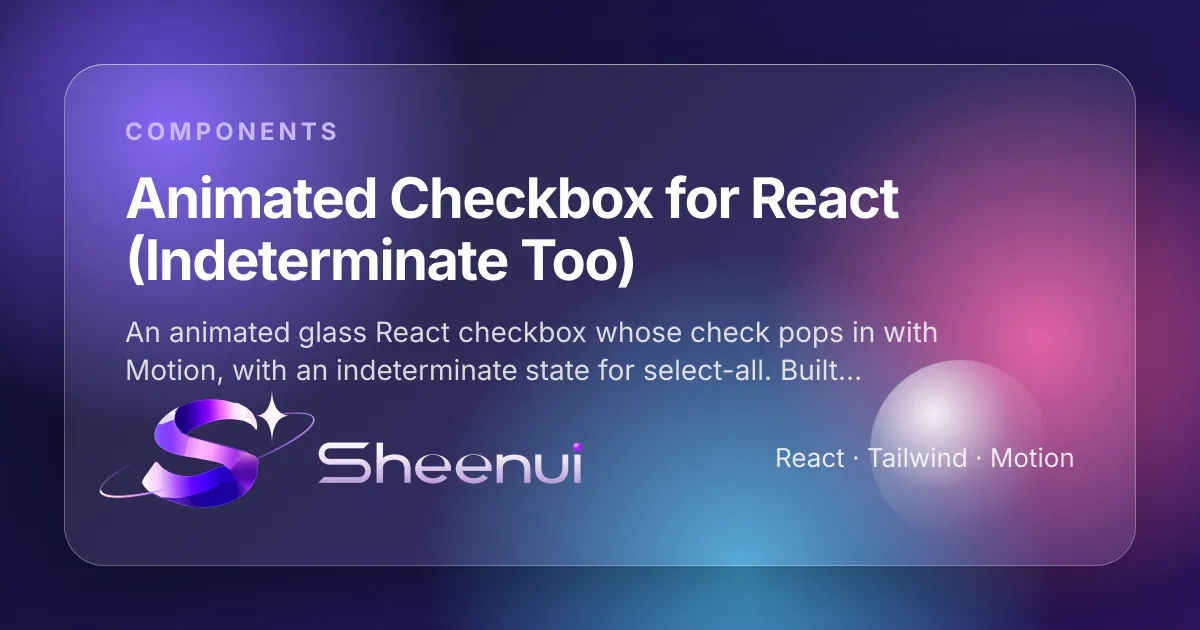 COMPONENTS
Animated Checkbox for React
(Indeterminate Too)
An animated glass React checkbox whose check pops in with
Motion, with an indeterminate state for select-all. Built...
Sheenui
React · Tailwind · Motion